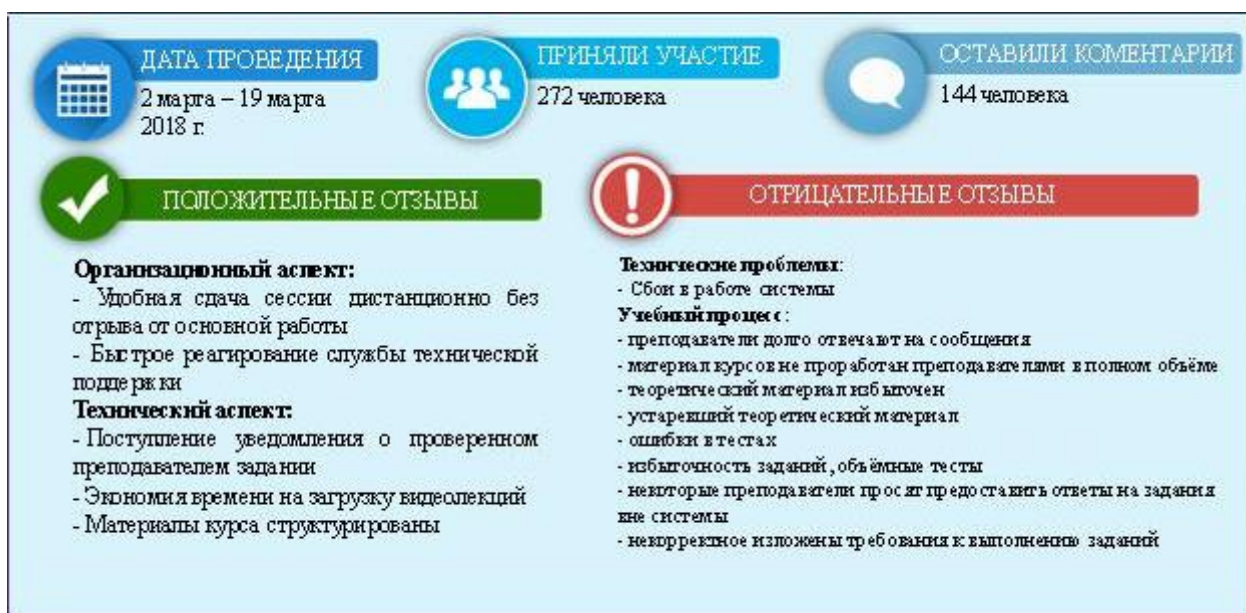 ДАТА ПРОВЕДЕНИЯ
2 марта – 19 марта
2018 г.
ПРИНЯЛИ УЧАСТИЕ
272 человека
ОСТАВИЛИ КОМЕНТАРИИ
144 человека
ПОЛОЖИТЕЛЬНЫЕ ОТЗЫВЫ
Организационный аспект:
- Удобная сдача сессии дистанционно без
отрыва от основной работы
- Быстрое реагирование службы технической
поддержки
Технический аспект:
- Поступление уведомления о проверенном
преподавателем задании
- Экономия времени на загрузку видеолекций
- Материалы курса структурированы
ОТРИЦАТЕЛЬНЫЕ ОТЗЫВЫ
Технические проблемы:
- Сбои в работе системы
Учебный процесс:
- преподаватели долго отвечают на сообщения
- материал курсов не проработан преподавателями в полном объёме
- теоретический материал избыточен
- устаревший теоретический материал
- ошибки в тестах
- избыточность заданий, объёмные тесты
- некоторые преподаватели просят предоставить ответы на задания
вне системы
- некорректное изложены требования к выполнению заданий